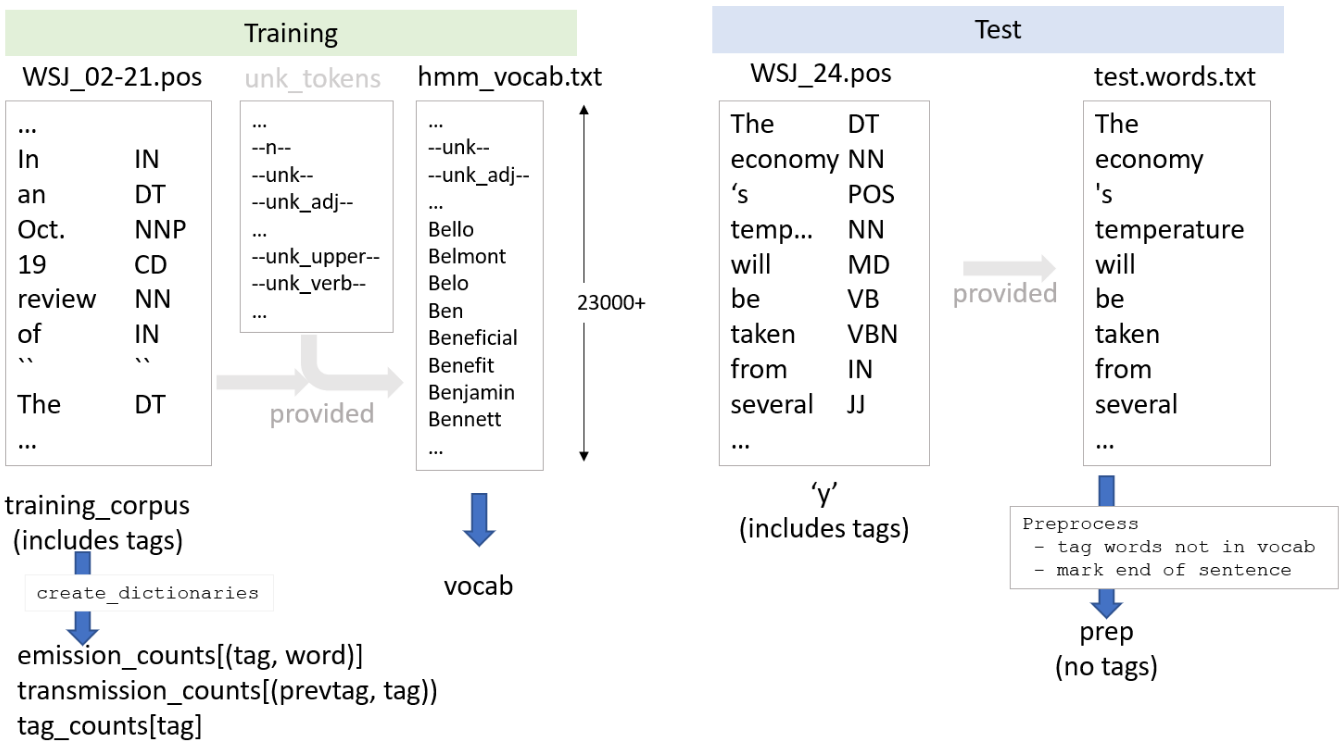 Training
WSJ_02-21.pos
...
In IN
an DT
Oct. NNP
19 CD
review NN
of IN
`` ``
The DT
...
unk_tokens
...
--n--
--unk--
--unk_adj--
...
--unk_upper--
--unk_verb--
...
hmm_vocab.txt
...
--unk--
--unk_adj--
...
Bello
Belmont
Belo
Ben
Beneficial
Benefit
Benjamin
Bennett
...
23000+
provided
training_corpus
(includes tags)
create_dictionaries
emission_counts[(tag, word)]
transmission_counts[(prevtag, tag))
tag_counts[tag]
vocab
Test
WSJ_24.pos
The DT
economy NN
‘s POS
temp... NN
will MD
be VB
taken VBN
from IN
several JJ
...
‘y’
(includes tags)
provided
test.words.txt
The
economy
's
temperature
will
be
taken
from
several
...
Preprocess
- tag words not in vocab
- mark end of sentence
prep
(no tags)